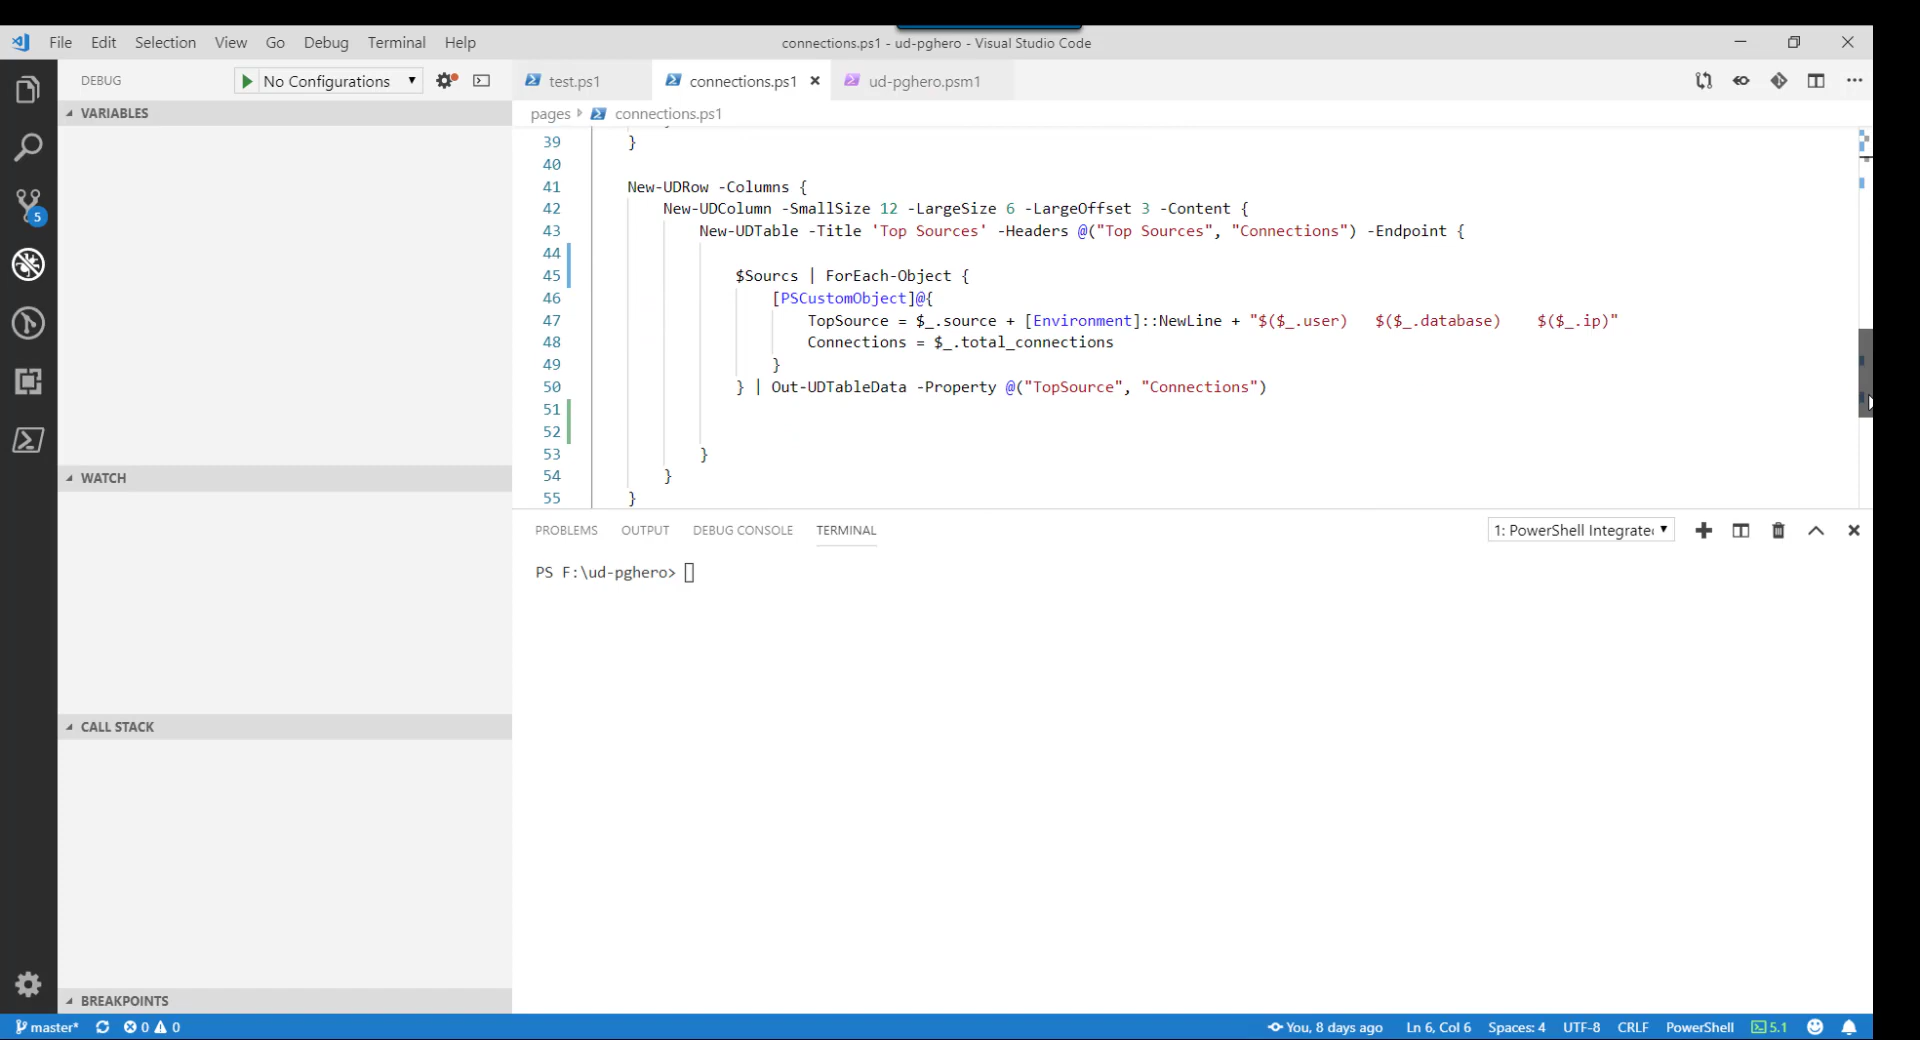 File Edit Selection View Go Debug Terminal Help
connections.ps1 - ud-pghero - Visual Studio Code
DEBUG No Configurations
test.ps1 connections.ps1 ud-pghero.psm1
pages connections.ps1
VARIABLES
39 }
40
41 New-UDRow -Columns {
42 New-UDColumn -SmallSize 12 -LargeSize 6 -LargeOffset 3 -Content {
43 New-UDTable -Title 'Top Sources' -Headers @("Top Sources", "Connections") -Endpoint {
44
45 $Sourcs | ForEach-Object {
46 [PSCustomObject]@{
47 TopSource = $_.source + [Environment]::NewLine + "$($_.user)   $($_.database)    $($_.ip)"
48 Connections = $_.total_connections
49 }
50 } | Out-UDTableData -Property @("TopSource", "Connections")
51
52
53 }
54 }
55 }
WATCH
CALL STACK
BREAKPOINTS
PROBLEMS OUTPUT DEBUG CONSOLE TERMINAL
1: PowerShell Integrate
PS F:\ud-pghero>
5
master* 0 0
You, 8 days ago Ln 6, Col 6 Spaces: 4 UTF-8 CRLF PowerShell 5.1